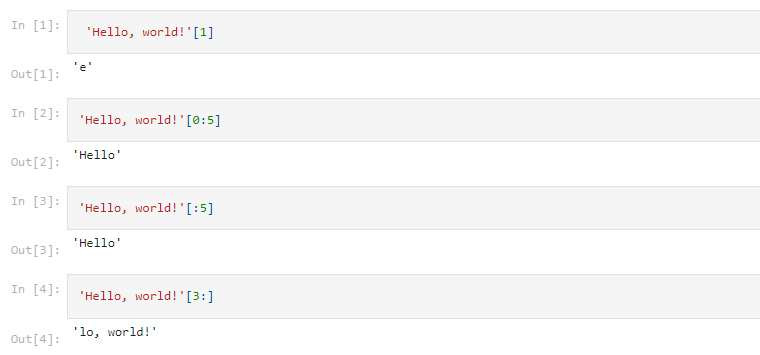 In [1]: 'Hello, world!'[1]
Out[1]: 'e'
In [2]: 'Hello, world!'[0:5]
Out[2]: 'Hello'
In [3]: 'Hello, world!'[:5]
Out[3]: 'Hello'
In [4]: 'Hello, world!'[3:]
Out[4]: 'lo, world!'